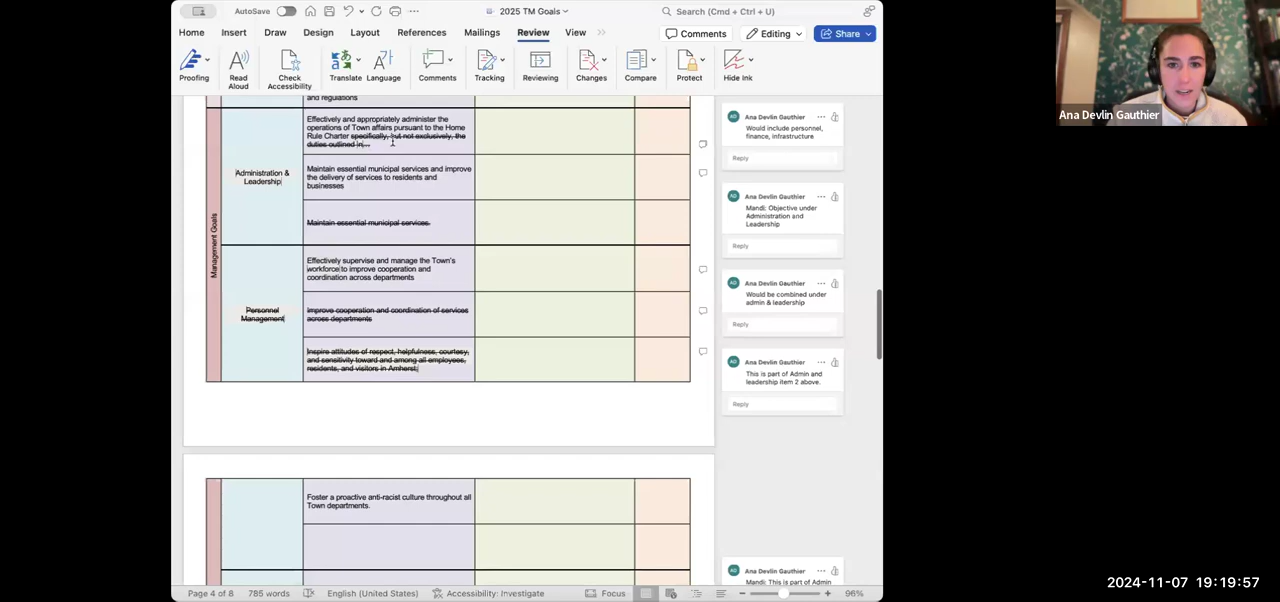 AutoSave
2025 TM Goals
Search (Cmd + Ctrl + U)
Home
Insert
Draw
Design
Layout
References
Mailings
Review
View
Comments
Editing
Share
Proofing
Read
Aloud
Check
Accessibility
Translate
Language
Comments
Tracking
Reviewing
Changes
Compare
Protect
Hide Ink
and regulations
Management Goals
Administration &
Leadership
Effectively and appropriately administer the
operations of Town affairs pursuant to the Home
Rule Charter specifically, but not exclusively, the
duties outlined in...
Maintain essential municipal services and improve
the delivery of services to residents and
businesses
Maintain essential municipal services.
Personnel
Management
Effectively supervise and manage the Town's
workforce to improve cooperation and
coordination across departments
Improve cooperation and coordination of services
across departments
Inspire attitudes of respect, helpfulness, courtesy,
and sensitivity toward and among all employees,
residents, and visitors in Amherst;
Foster a proactive anti-racist culture throughout all
Town departments.
AD Ana Devlin Gauthier
Would include personnel,
finance, infrastructure
Reply
AD Ana Devlin Gauthier
Mandi: Objective under
Administration and
Leadership
Reply
AD Ana Devlin Gauthier
Would be combined under
admin & leadership
Reply
AD Ana Devlin Gauthier
This is part of Admin and
leadership item 2 above.
Reply
AD Ana Devlin Gauthier
Mandi: This is part of Admin
Page 4 of 8
785 words
English (United States)
Accessibility: Investigate
Focus
96%
Ana Devlin Gauthier
2024-11-07 19:19:57